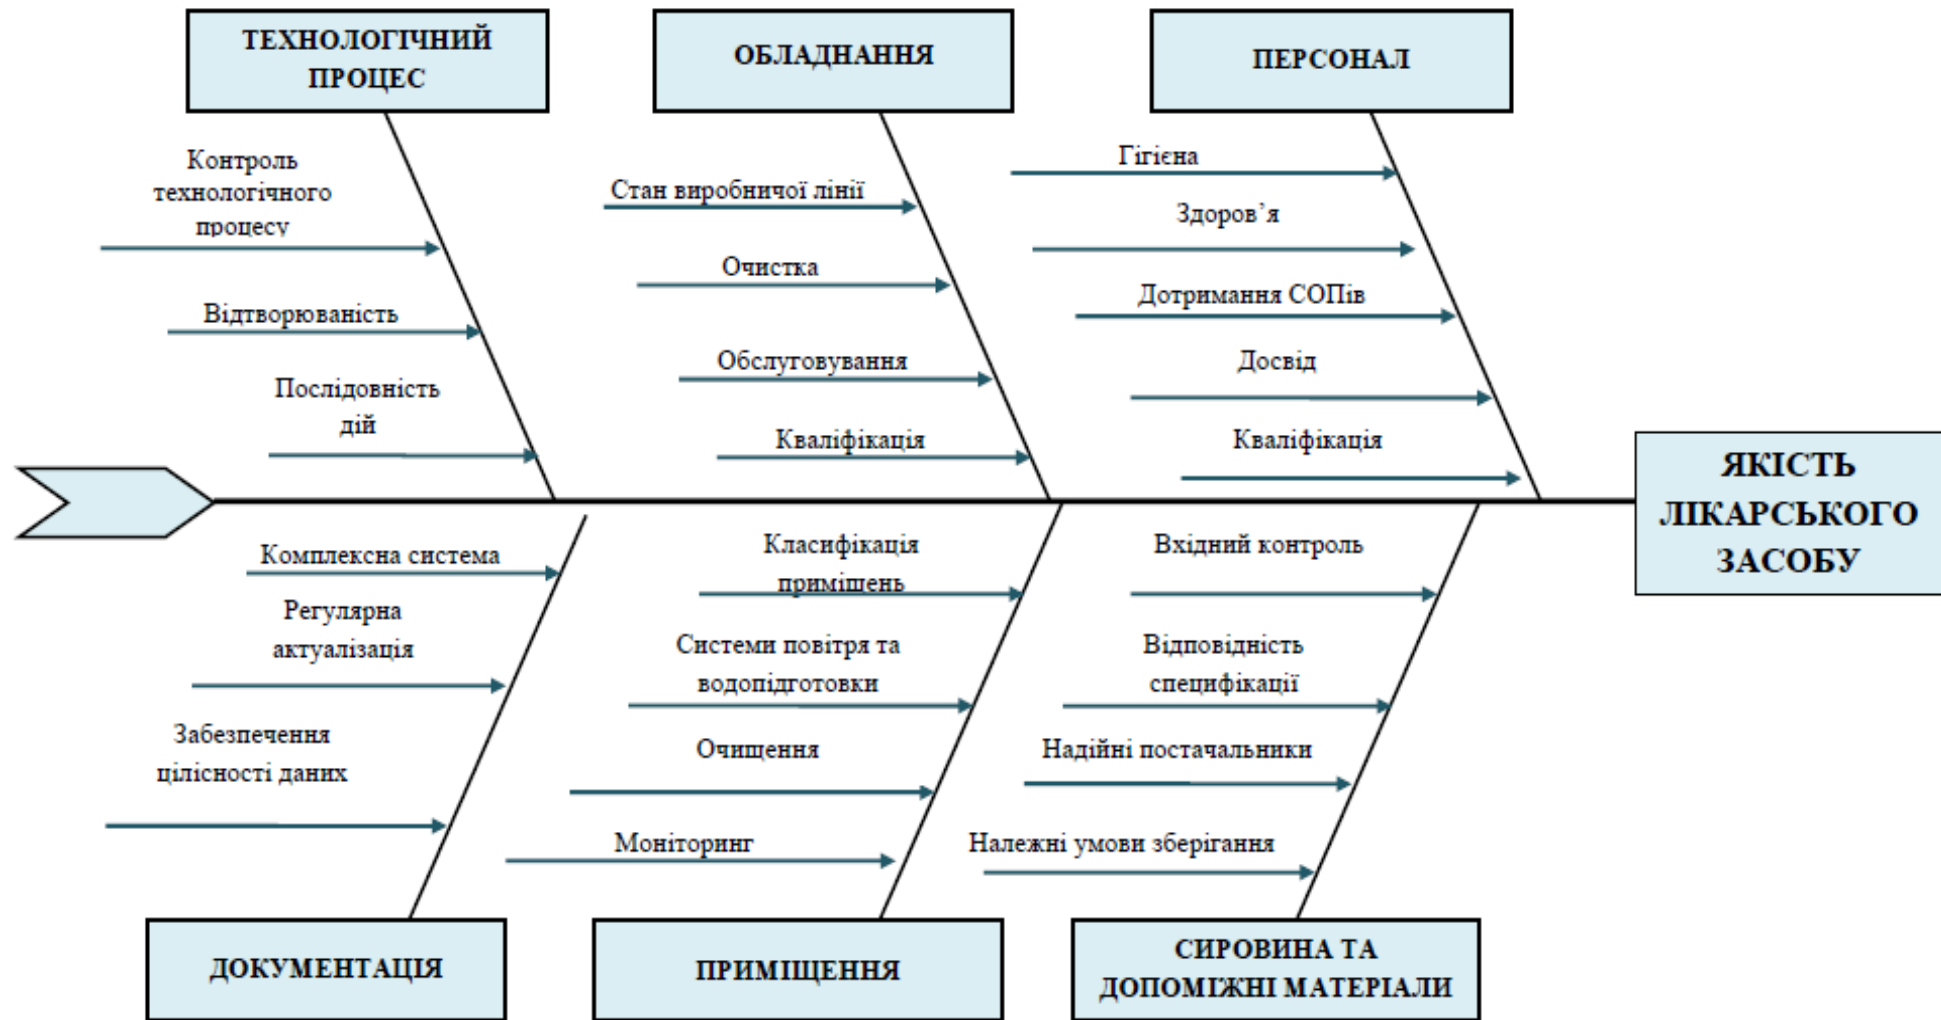 ТЕХНОЛОГІЧНИЙ
ПРОЦЕС
ОБЛАДНАННЯ
ПЕРСОНАЛ
Контроль
технологічного
процесу
Відтворюваність
Послідовність
дій
Стан виробничої лінії
Очистка
Обслуговування
Кваліфікація
Гігієна
Здоров’я
Дотримання СОПів
Досвід
Кваліфікація
ЯКІСТЬ
ЛІКАРСЬКОГО
ЗАСОБУ
Комплексна система
Регулярна
актуалізація
Забезпечення
цілісності даних
Класифікація
приміщень
Системи повітря та
водопідготовки
Очищення
Моніторинг
Вхідний контроль
Відповідність
специфікації
Надійні постачальники
Належні умови зберігання
ДОКУМЕНТАЦІЯ
ПРИМІЩЕННЯ
СИРОВИНА ТА
ДОПОМІЖНІ МАТЕРІАЛИ